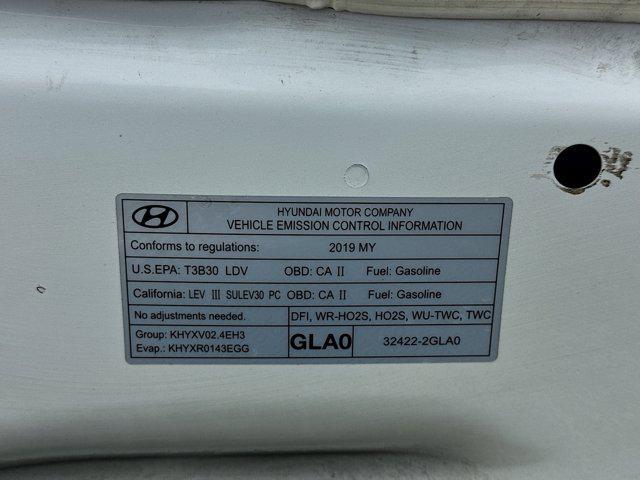 HYUNDAI MOTOR COMPANY
VEHICLE EMISSION CONTROL INFORMATION
Conforms to regulations: 2019 MY
U.S.EPA: T3B30 LDV OBD: CA II Fuel: Gasoline
California: LEV III SULEV30 PC OBD: CA II Fuel: Gasoline
No adjustments needed. DFI, WR-HO2S, HO2S, WU-TWC, TWC
Group: KHYXV02.4EH3
Evap.: KHYXR0143EGG
GLA0 32422-2GLA0